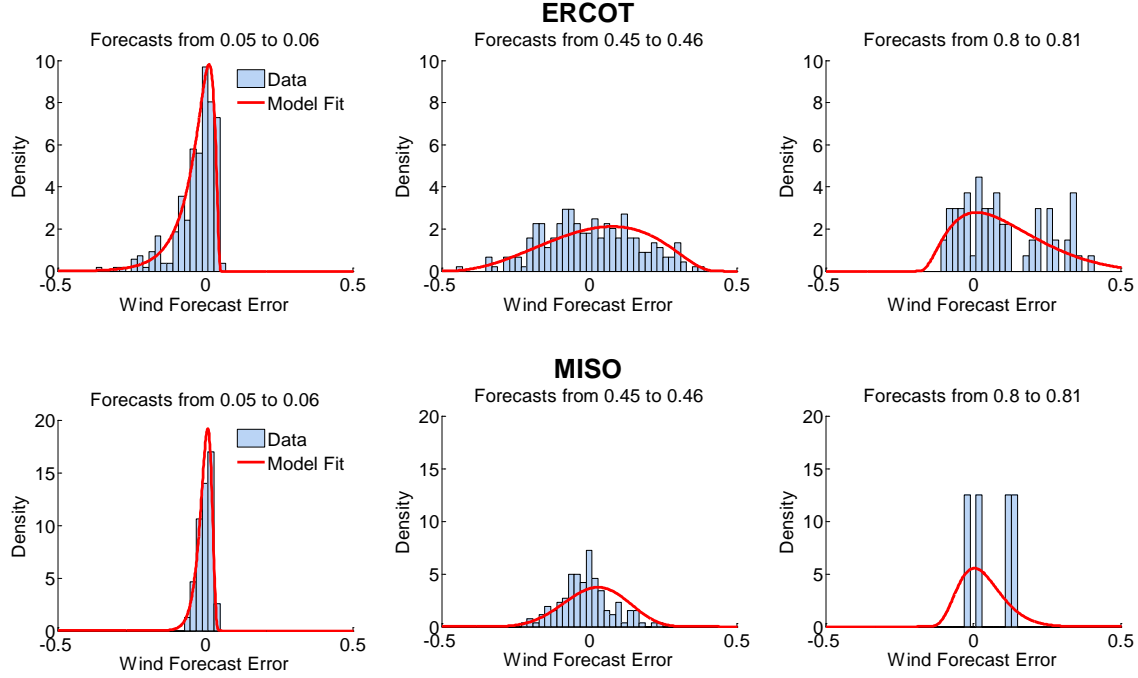 ERCOT
Forecasts from 0.05 to 0.06
Forecasts from 0.45 to 0.46
Forecasts from 0.8 to 0.81
10
8
6
4
2
0
Density
Data
Model Fit
-0.5
0
0.5
Wind Forecast Error
10
8
6
4
2
0
Density
-0.5
0
0.5
Wind Forecast Error
10
8
6
4
2
0
Density
-0.5
0
0.5
Wind Forecast Error
MISO
Forecasts from 0.05 to 0.06
Forecasts from 0.45 to 0.46
Forecasts from 0.8 to 0.81
20
15
10
5
0
Density
Data
Model Fit
-0.5
0
0.5
Wind Forecast Error
20
15
10
5
0
Density
-0.5
0
0.5
Wind Forecast Error
20
15
10
5
0
Density
-0.5
0
0.5
Wind Forecast Error